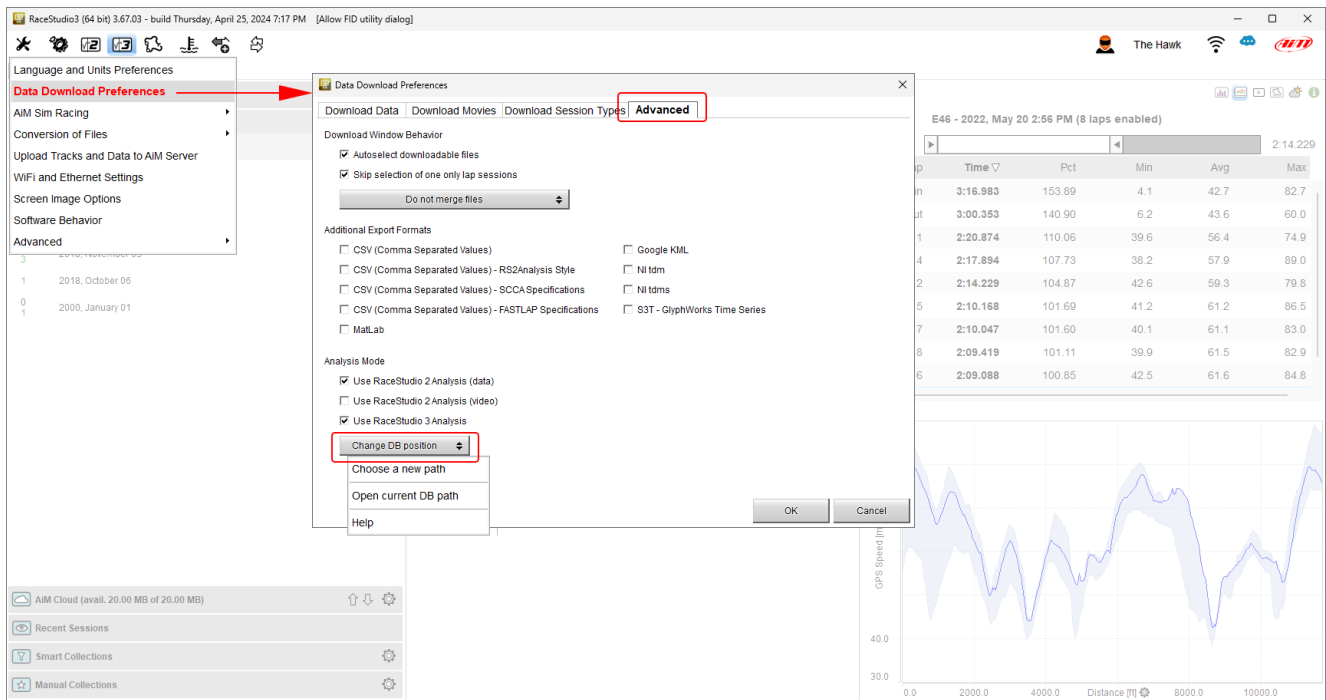 RaceStudio3 (64 bit) 3.67.03 - build Thursday, April 25, 2024 7:17 PM [Allow FID utility dialog]
The Hawk
AiM
Language and Units Preferences
Data Download Preferences
AiM Sim Racing
Conversion of Files
Upload Tracks and Data to AiM Server
WiFi and Ethernet Settings
Screen Image Options
Software Behavior
Advanced
3
1 2018, October 06
0
1
2000, January 01
AiM Cloud (avail. 20.00 MB of 20.00 MB)
Recent Sessions
Smart Collections
Manual Collections
Data Download Preferences
Download Data Download Movies Download Session Types Advanced
Download Window Behavior
Autoselect downloadable files
Skip selection of one only lap sessions
Do not merge files
Additional Export Formats
CSV (Comma Separated Values) Google KML
CSV (Comma Separated Values) - RS2Analysis Style NI tdm
CSV (Comma Separated Values) - SCCA Specifications NI tdms
CSV (Comma Separated Values) - FASTLAP Specifications S3T - GlyphWorks Time Series
MatLab
Analysis Mode
Use RaceStudio 2 Analysis (data)
Use RaceStudio 2 Analysis (video)
Use RaceStudio 3 Analysis
Change DB position
Choose a new path
Open current DB path
Help
OK Cancel
E46 - 2022, May 20 2:56 PM (8 laps enabled)
2:14.229
Time Pct Min Avg Max
3:16.983 153.89 4.1 42.7 82.7
3:00.353 140.90 6.2 43.6 60.0
1 2:20.874 110.06 39.6 56.4 74.9
4 2:17.894 107.73 38.2 57.9 89.0
2 2:14.229 104.87 42.6 59.3 79.8
5 2:10.168 101.69 41.2 61.2 86.5
7 2:10.047 101.60 40.1 61.1 83.0
8 2:09.419 101.11 39.9 61.5 82.9
6 2:09.088 100.85 42.5 61.6 84.8
GPS Speed
40.0
30.0
0.0 2000.0 4000.0 Distance [ft] 8000.0 10000.0